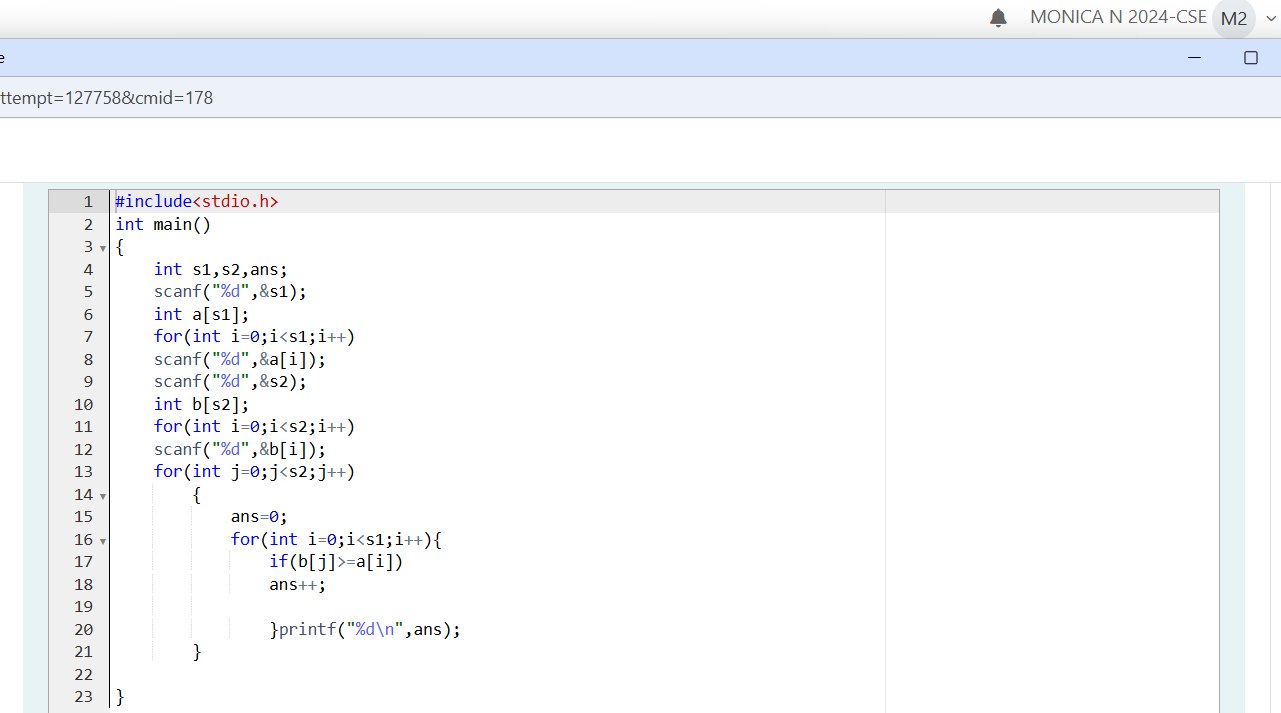 MONICA N 2024-CSE M2
e
ttempt=127758&cmid=178
1 #include<stdio.h>
2 int main()
3 {
4 int s1,s2,ans;
5 scanf("%d",&s1);
6 int a[s1];
7 for(int i=0;i<s1;i++)
8 scanf("%d",&a[i]);
9 scanf("%d",&s2);
10 int b[s2];
11 for(int i=0;i<s2;i++)
12 scanf("%d",&b[i]);
13 for(int j=0;j<s2;j++)
14 {
15 ans=0;
16 for(int i=0;i<s1;i++){
17 if(b[j]>=a[i])
18 ans++;
19
20 }printf("%d\n",ans);
21 }
22
23 }